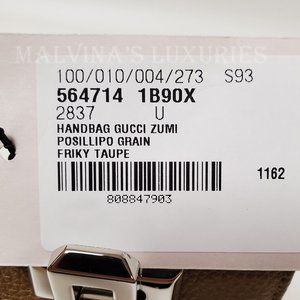 MALVINA'S LUXURIES
100/010/004/273 S93
564714 1B90X
2837 U
HANDBAG GUCCI ZUMI
POSILLIPO GRAIN
FRIKY TAUPE
1162
808847903